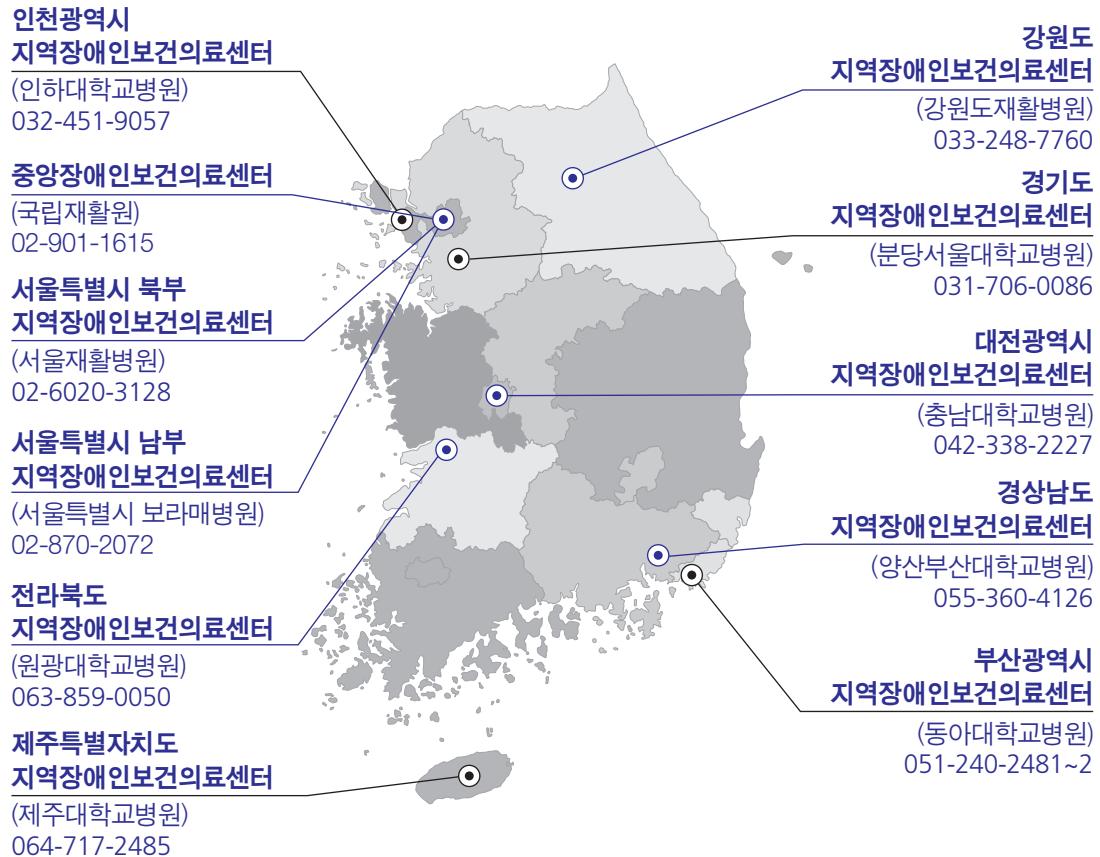 인천광역시
지역장애인보건의료센터
(인하대학교병원)
032-451-9057
중앙장애인보건의료센터
(국립재활원)
02-901-1615
서울특별시 북부
지역장애인보건의료센터
(서울재활병원)
02-6020-3128
서울특별시 남부
지역장애인보건의료센터
(서울특별시 보라매병원)
02-870-2072
전라북도
지역장애인보건의료센터
(원광대학교병원)
063-859-0050
제주특별자치도
지역장애인보건의료센터
(제주대학교병원)
064-717-2485
강원도
지역장애인보건의료센터
(강원도재활병원)
033-248-7760
경기도
지역장애인보건의료센터
(분당서울대학교병원)
031-706-0086
대전광역시
지역장애인보건의료센터
(충남대학교병원)
042-338-2227
경상남도
지역장애인보건의료센터
(양산부산대학교병원)
055-360-4126
부산광역시
지역장애인보건의료센터
(동아대학교병원)
051-240-2481~2